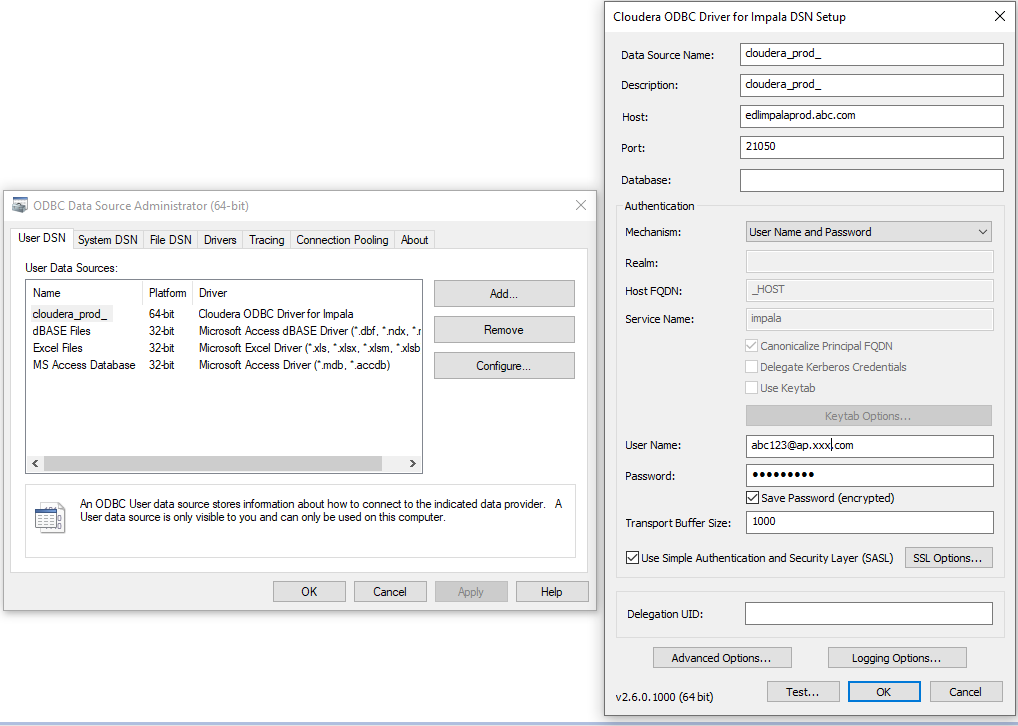 Cloudera ODBC Driver for Impala DSN Setup
Data Source Name: cloudera_prod_
Description: cloudera_prod_
Host: edlimpalaprod.abc.com
Port: 21050
Database:
Authentication
Mechanism: User Name and Password
Realm:
Host FQDN: _HOST
Service Name: impala
Canonicalize Principal FQDN
Delegate Kerberos Credentials
Use Keytab
Keytab Options...
User Name: abc123@ap.xxx.com
Password: •••••••••
Save Password (encrypted)
Transport Buffer Size: 1000
Use Simple Authentication and Security Layer (SASL) SSL Options...
Delegation UID:
Advanced Options... Logging Options...
v2.6.0.1000 (64 bit) Test... OK Cancel
ODBC Data Source Administrator (64-bit)
User DSN System DSN File DSN Drivers Tracing Connection Pooling About
User Data Sources:
Name Platform Driver
cloudera_prod_ 64-bit Cloudera ODBC Driver for Impala
dBASE Files 32-bit Microsoft Access dBASE Driver (*.dbf, *.ndx, *.r
Excel Files 32-bit Microsoft Excel Driver (*.xls, *.xlsx, *.xlsm, *.xlsb
MS Access Database 32-bit Microsoft Access Driver (*.mdb, *.accdb)
Add...
Remove
Configure...
An ODBC User data source stores information about how to connect to the indicated data provider. A
User data source is only visible to you and can only be used on this computer.
OK Cancel Apply Help